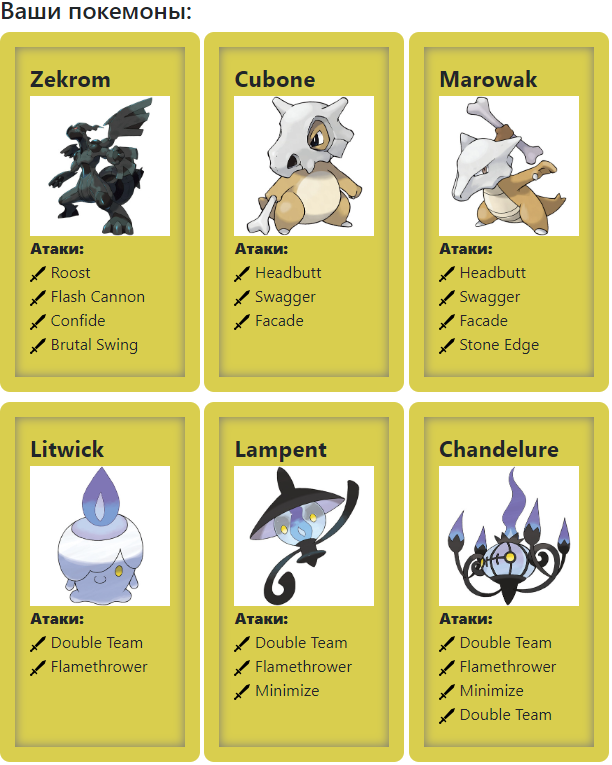 Ваши покемоны:
Zekrom
Атаки:
Roost
Flash Cannon
Confide
Brutal Swing
Cubone
Атаки:
Headbutt
Swagger
Facade
Marowak
Атаки:
Headbutt
Swagger
Facade
Stone Edge
Litwick
Атаки:
Double Team
Flamethrower
Lampent
Атаки:
Double Team
Flamethrower
Minimize
Chandelure
Атаки:
Double Team
Flamethrower
Minimize
Double Team